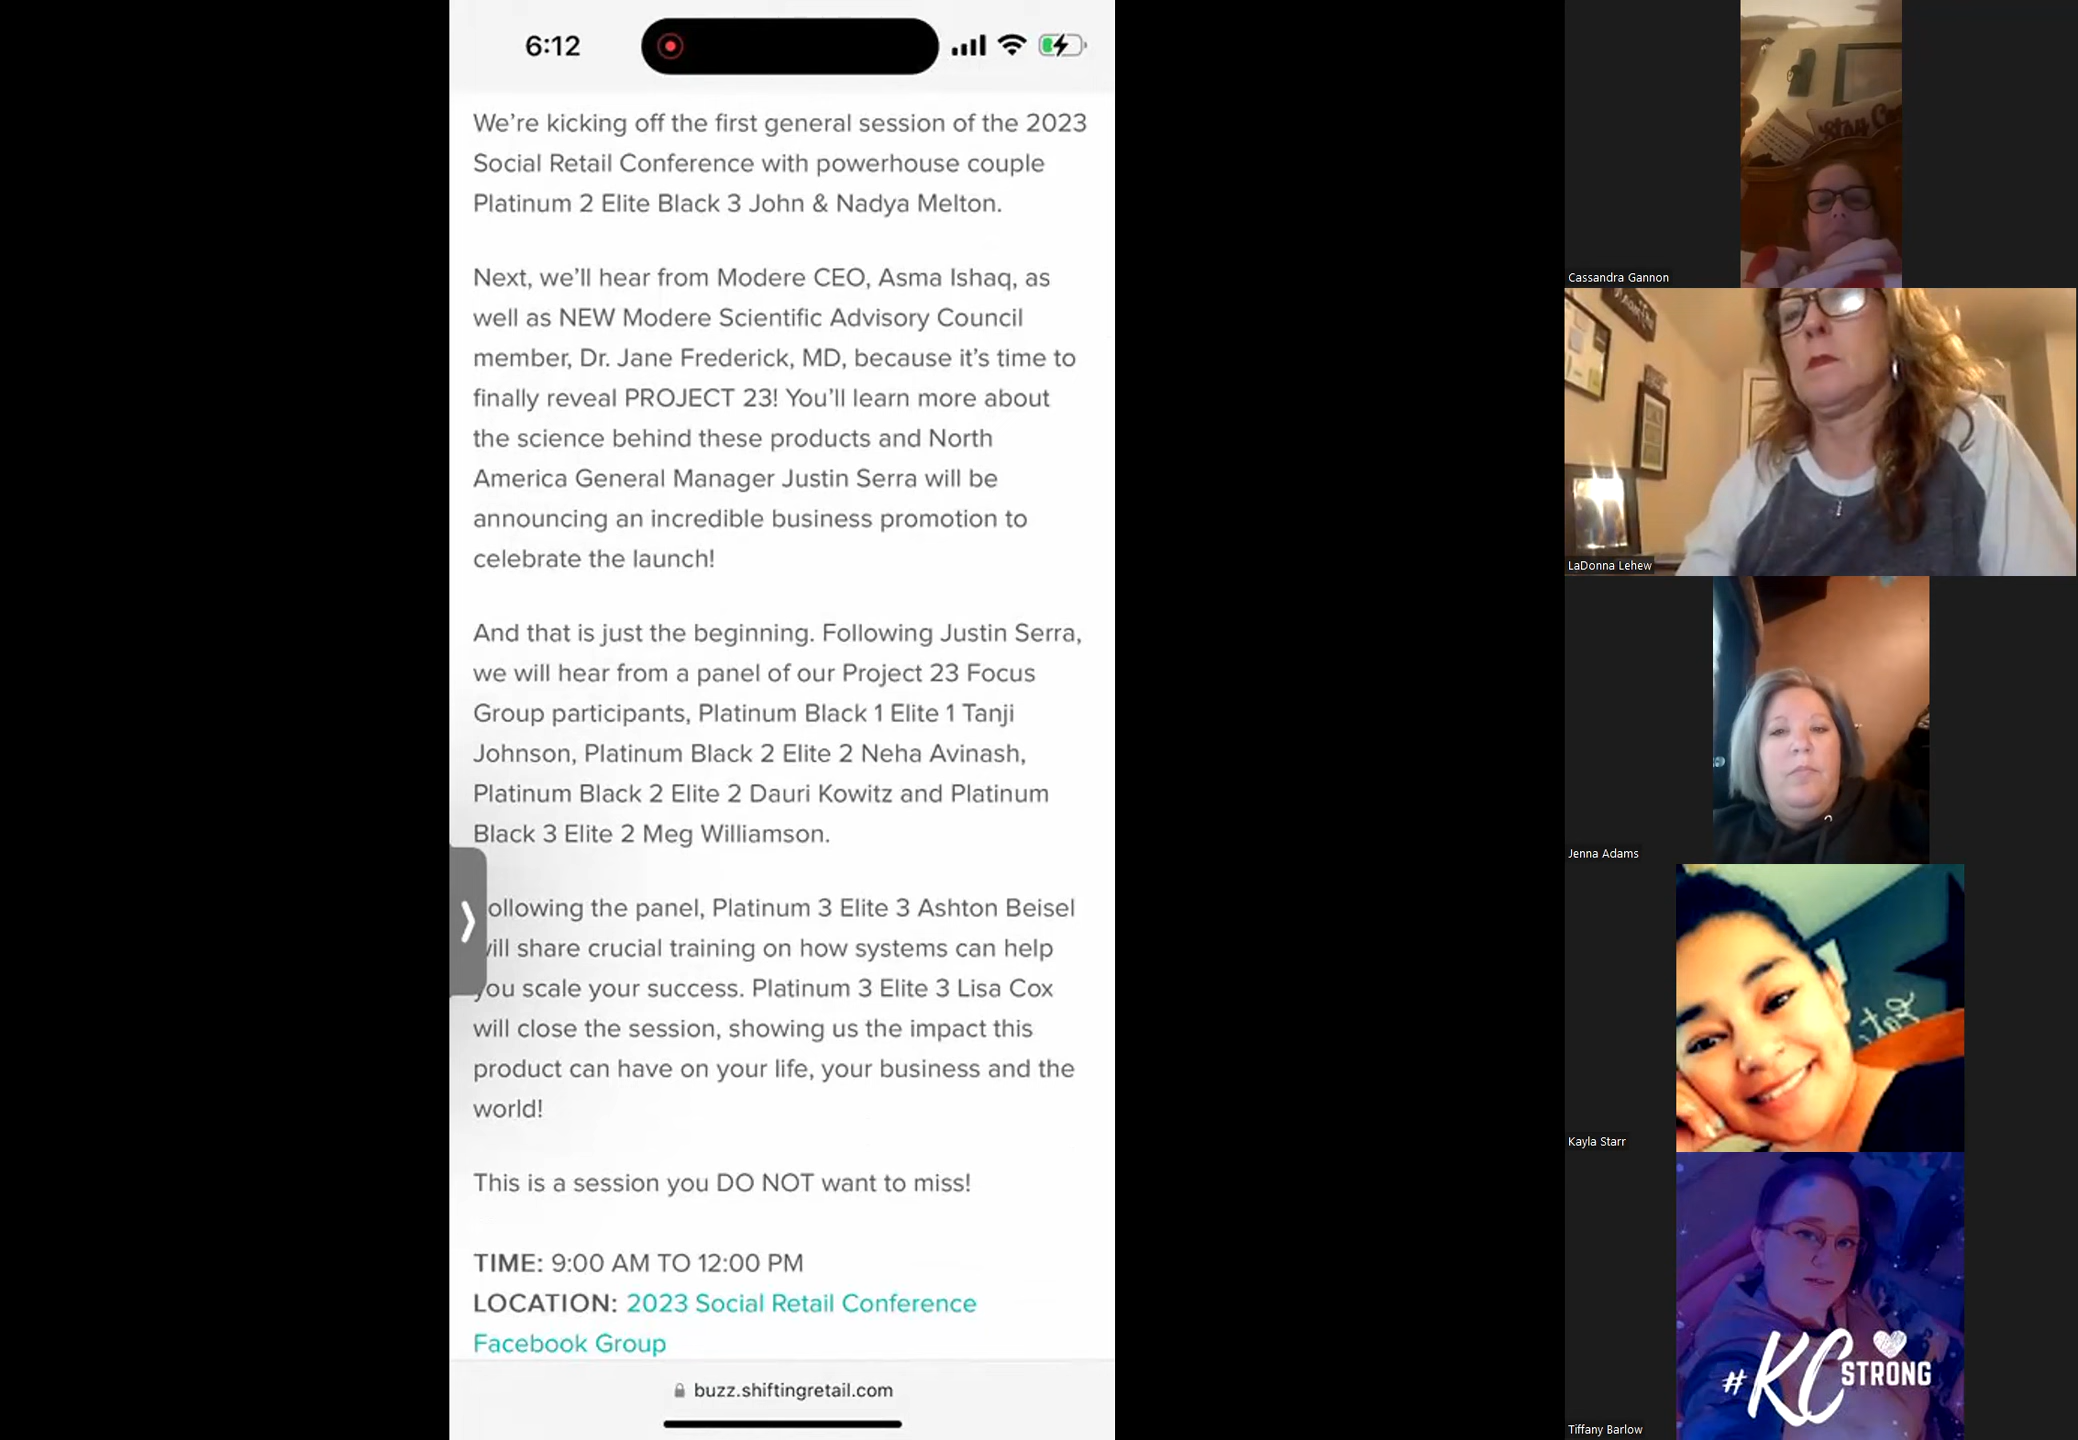 6:12
We're kicking off the first general session of the 2023
Social Retail Conference with powerhouse couple
Platinum 2 Elite Black 3 John & Nadya Melton.
Next, we'll hear from Modere CEO, Asma Ishaq, as
well as NEW Modere Scientific Advisory Council
member, Dr. Jane Frederick, MD, because it's time to
finally reveal PROJECT 23! You'll learn more about
the science behind these products and North
America General Manager Justin Serra will be
announcing an incredible business promotion to
celebrate the launch!
And that is just the beginning. Following Justin Serra,
we will hear from a panel of our Project 23 Focus
Group participants, Platinum Black 1 Elite 1 Tanji
Johnson, Platinum Black 2 Elite 2 Neha Avinash,
Platinum Black 2 Elite 2 Dauri Kowitz and Platinum
Black 3 Elite 2 Meg Williamson.
ollowing the panel, Platinum 3 Elite 3 Ashton Beisel
will share crucial training on how systems can help
you scale your success. Platinum 3 Elite 3 Lisa Cox
will close the session, showing us the impact this
product can have on your life, your business and the
world!
This is a session you DO NOT want to miss!
TIME: 9:00 AM TO 12:00 PM
LOCATION: 2023 Social Retail Conference
Facebook Group
buzz.shiftingretail.com
Stay
Cassandra Gannon
LaDonna Lehew
Jenna Adams
Kayla Starr
#KC STRONG
Tiffany Barlow